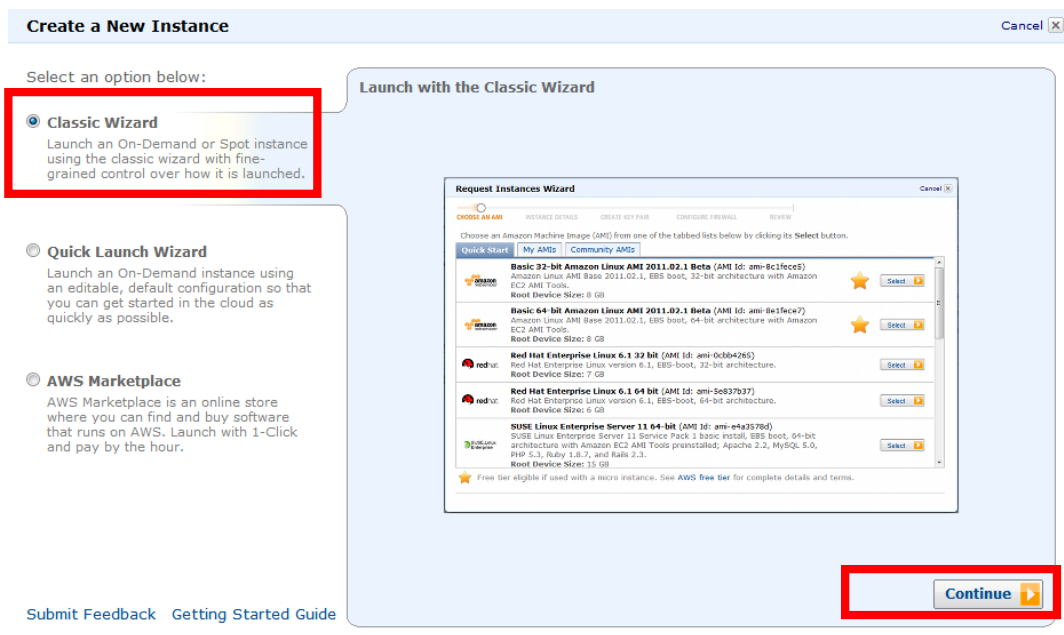 Create a New Instance
Cancel
Select an option below:
Classic Wizard
Launch an On-Demand or Spot instance
using the classic wizard with fine-
grained control over how it is launched.
Quick Launch Wizard
Launch an On-Demand instance using
an editable, default configuration so that
you can get started in the cloud as
quickly as possible.
AWS Marketplace
AWS Marketplace is an online store
where you can find and buy software
that runs on AWS. Launch with 1-Click
and pay by the hour.
Submit Feedback Getting Started Guide
Launch with the Classic Wizard
Request Instances Wizard
Cancel
CHOOSE AN AMI INSTANCE DETAILS CREATE KEY PAIR CONFIGURE FIREWALL REVIEW
Choose an Amazon Machine Image (AMI) from one of the tabbed lists below by clicking its Select button.
Quick Start My AMIs Community AMIs
Basic 32-bit Amazon Linux AMI 2011.02.1 Beta (AMI Id: ami-8c1fece5)
Amazon Linux AMI Base 2011.02.1, EBS boot, 32-bit architecture with Amazon
EC2 AMI Tools.
Root Device Size: 8 GB
amazon
Select
Basic 64-bit Amazon Linux AMI 2011.02.1 Beta (AMI Id: ami-8e1fece7)
Amazon Linux AMI Base 2011.02.1, EBS boot, 64-bit architecture with Amazon
EC2 AMI Tools.
Root Device Size: 8 GB
amazon
Select
Red Hat Enterprise Linux 6.1 32 bit (AMI Id: ami-0cbb4265)
Red Hat Enterprise Linux version 6.1, EBS-boot, 32-bit architecture.
Root Device Size: 7 GB
redhat
Select
Red Hat Enterprise Linux 6.1 64 bit (AMI Id: ami-5e837b37)
Red Hat Enterprise Linux version 6.1, EBS-boot, 64-bit architecture.
Root Device Size: 6 GB
redhat
Select
SUSE Linux Enterprise Server 11 64-bit (AMI Id: ami-e4a3578d)
SUSE Linux Enterprise Server 11 Service Pack 1 basic install, EBS boot, 64-bit
architecture with Amazon EC2 AMI Tools preinstalled; Apache 2.2, MySQL 5.0,
PHP 5.3, Ruby 1.8.7, and Rails 2.3.
Root Device Size: 15 GB
SUSE Linux
Enterprise
Select
Free tier eligible if used with a micro instance. See AWS free tier for complete details and terms.
Continue